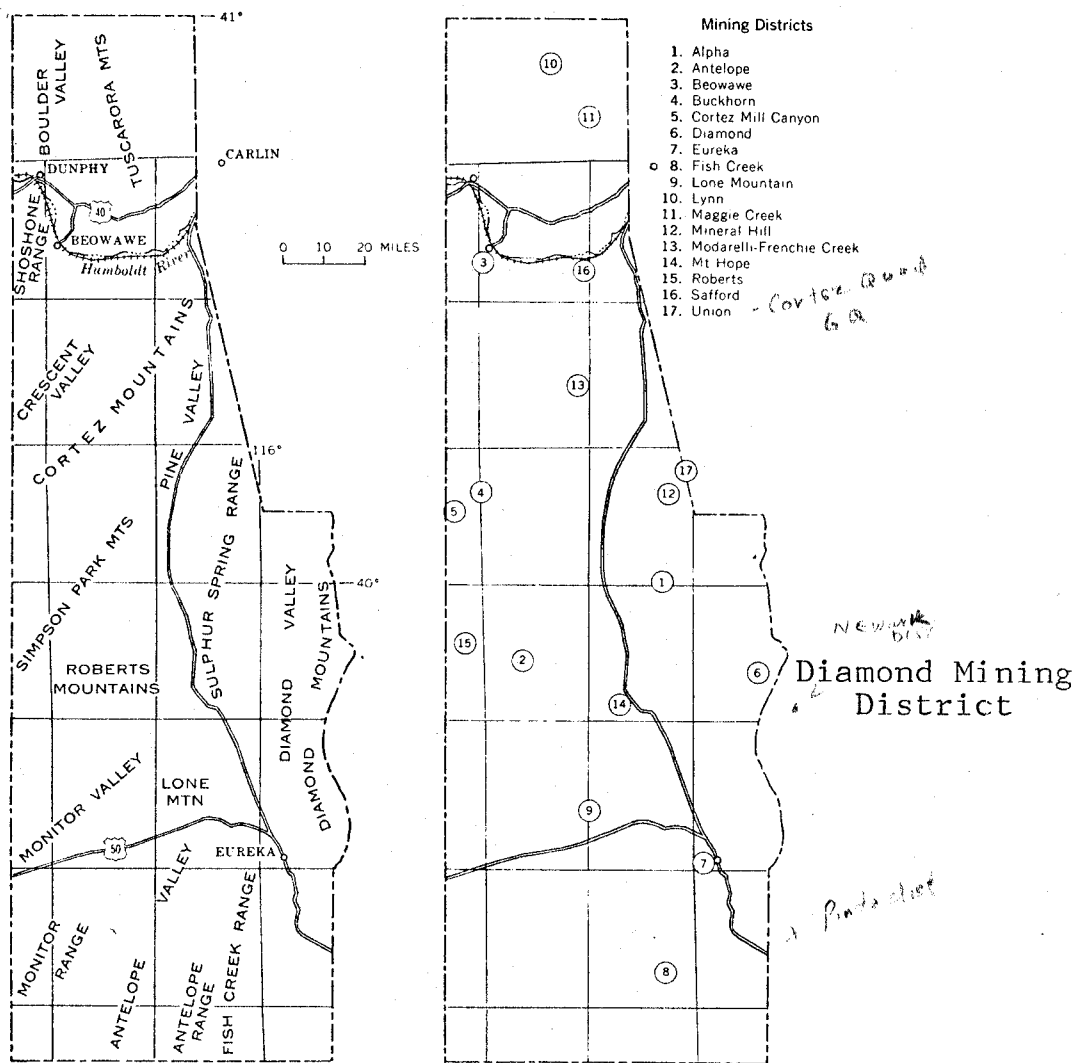 41°
BOULDER
VALLEY
TUSCARORA MTS
CARLIN
DUNPHY
40
SHOSHONE
RANGE
BEOWAWE
Humboldt River
0 10 20 MILES
CRESCENT
VALLEY
CORTEZ MOUNTAINS
PINE VALLEY
116°
SULPHUR SPRING RANGE
SIMPSON PARK MTS
40°
ROBERTS
MOUNTAINS
DIAMOND VALLEY
DIAMOND MOUNTAINS
MONITOR VALLEY
LONE
MTN
50
EUREKA
MONITOR
RANGE
ANTELOPE VALLEY
ANTELOPE
RANGE
FISH CREEK RANGE
Mining Districts
1. Alpha
2. Antelope
3. Beowawe
4. Buckhorn
5. Cortez Mill Canyon
6. Diamond
7. Eureka
8. Fish Creek
9. Lone Mountain
10. Lynn
11. Maggie Creek
12. Mineral Hill
13. Modarelli-Frenchie Creek
14. Mt Hope
15. Roberts
16. Safford
17. Union
10
11
3
16
13
17
12
4
5
1
15
2
6
14
9
7
8
Newark
Dist
Diamond Mining
District